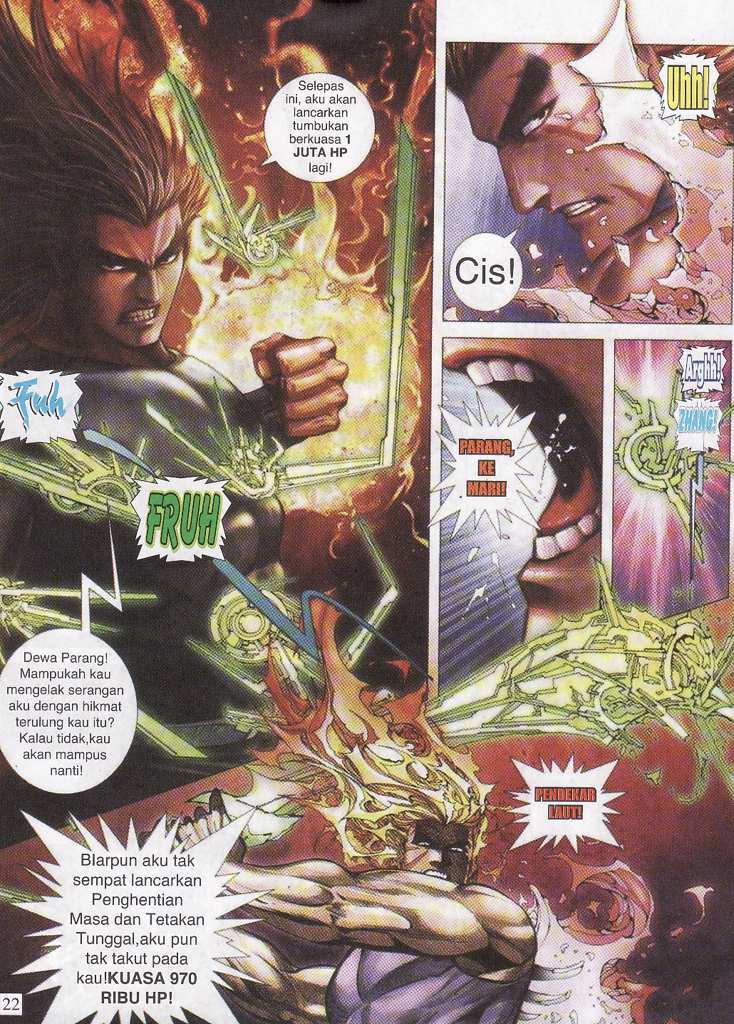 Selepas
ini, aku akan
lancarkan
tumbukan
berkuasa 1
JUTA HP
lagi!
Uhh!
Cis!
Fuh
FRUH
PARANG,
KE
MARI!
Arghh!
ZHANG!
Dewa Parang!
Mampukah kau
mengelak serangan
aku dengan hikmat
terulung kau itu?
Kalau tidak,kau
akan mampus
nanti!
PENDEKAR
LAUT!
BIarpun aku tak
sempat lancarkan
Penghentian
Masa dan Tetakan
Tunggal,aku pun
tak takut pada
kau!KUASA 970
RIBU HP!
22